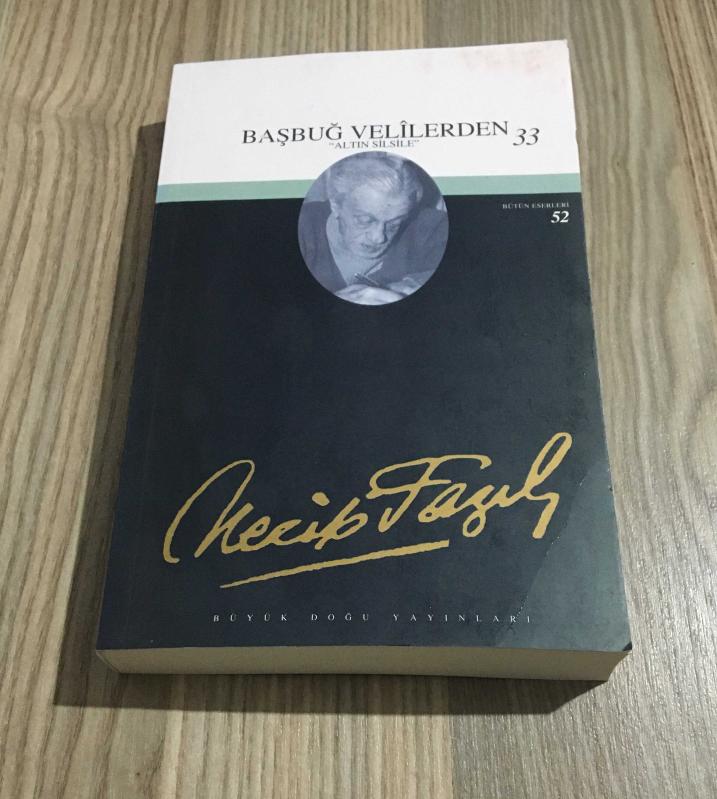 BAŞBUĞ VELÎLERDEN 33
"ALTIN SİLSİLE"
BÜTÜN ESERLERİ
52
Necip Fazıl
BÜYÜK DOĞU YAYINLARI